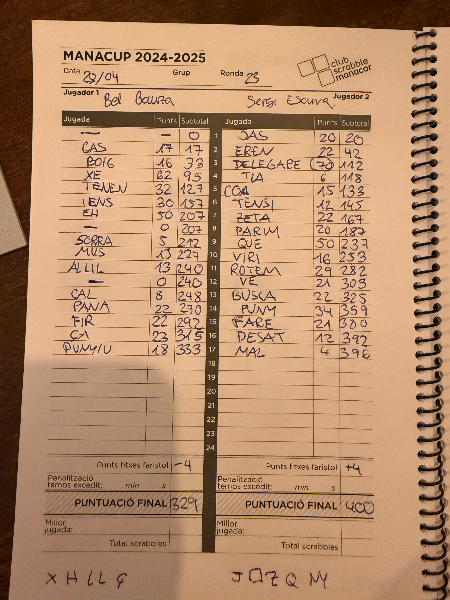 MANACUP 2024-2025
Data 22/04 Grup Ronda 23
club scrabble manacor
Jugador 1 Bel Bauza Sergi Escurra Jugador 2
Jugada Punts Subtotal Jugada Punts Subtotal
— — 0 1 JAS 20 20
CAS 17 17 2 EREN 22 42
BOIG 16 33 3 DELEGARE 70 112
XE 62 95 4 TIA 6 118
TENEN 32 127 5 COA 15 133
IENS 30 157 6 TENSI 12 145
EH 50 207 7 ZETA 22 167
— 0 207 8 PARIM 20 187
SORRA 5 212 9 QUE 50 237
MUS 15 227 10 VIRI 16 253
AL·LIL 13 240 11 ROTEM 29 282
— 0 240 12 VE 21 303
CAL 8 248 13 BUSCA 22 325
PANA 22 270 14 PUNY 34 359
FIR 22 292 15 FARE 21 380
CA 23 315 16 DESAT 12 392
PUNYIU 18 333 17 MAL 4 396
18
19
20
21
22
23
24
Punts fitxes faristol -4 Punts fitxes faristol +4
Penalització temps excedit: min s Penalització temps excedit: min s
PUNTUACIÓ FINAL 329 PUNTUACIÓ FINAL 400
Millor jugada: Millor jugada:
Total scrabbles Total scrabbles
X H LL Ç J □ Z Q NY